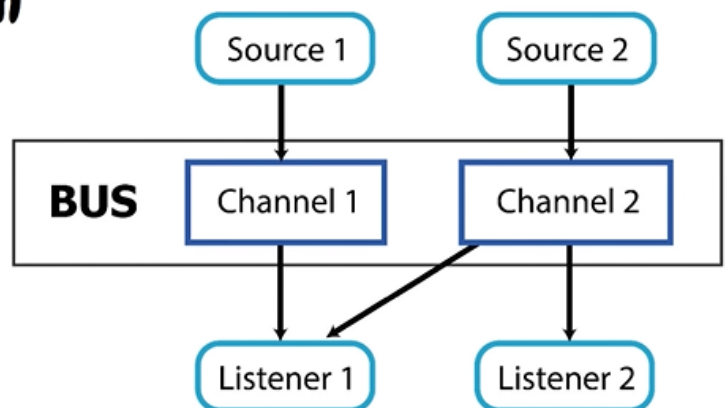 Source 1
Source 2
BUS
Channel 1
Channel 2
Listener 1
Listener 2